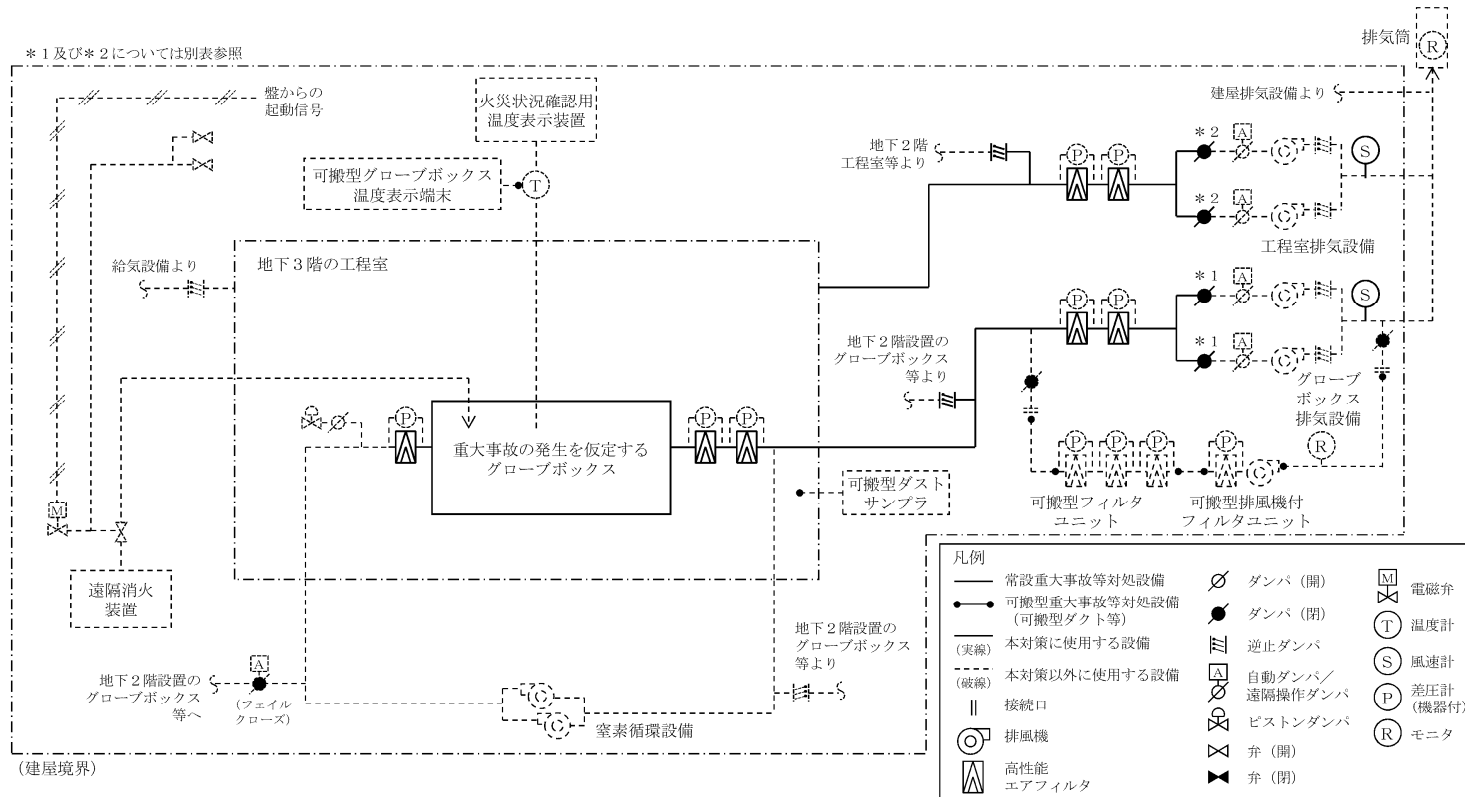 ＊1及び＊2については別表参照
排気筒
R
盤からの
起動信号
火災状況確認用
温度表示装置
建屋排気設備より
地下2階
工程室等より
可搬型グローブボックス
温度表示端末
T
P
P
＊2
A
S
＊2
A
工程室排気設備
給気設備より
地下3階の工程室
P
P
＊1
A
S
＊1
A
地下2階設置の
グローブボックス
等より
グローブ
ボックス
排気設備
P
重大事故の発生を仮定する
グローブボックス
P
P
P
P
P
P
R
可搬型ダスト
サンプラ
可搬型フィルタ
ユニット
可搬型排風機付
フィルタユニット
M
遠隔消火
装置
地下2階設置の
グローブボックス
等へ
A
(フェイル
クローズ)
窒素循環設備
地下2階設置の
グローブボックス
等より
(建屋境界)
凡例
常設重大事故等対処設備
可搬型重大事故等対処設備
(可搬型ダクト等)
(実線)
本対策に使用する設備
(破線)
本対策以外に使用する設備
接続口
排風機
高性能
エアフィルタ
ダンパ (開)
ダンパ (閉)
逆止ダンパ
A
自動ダンパ／
遠隔操作ダンパ
ピストンダンパ
弁 (開)
弁 (閉)
M
電磁弁
T
温度計
S
風速計
P
差圧計
(機器付)
R
モニタ